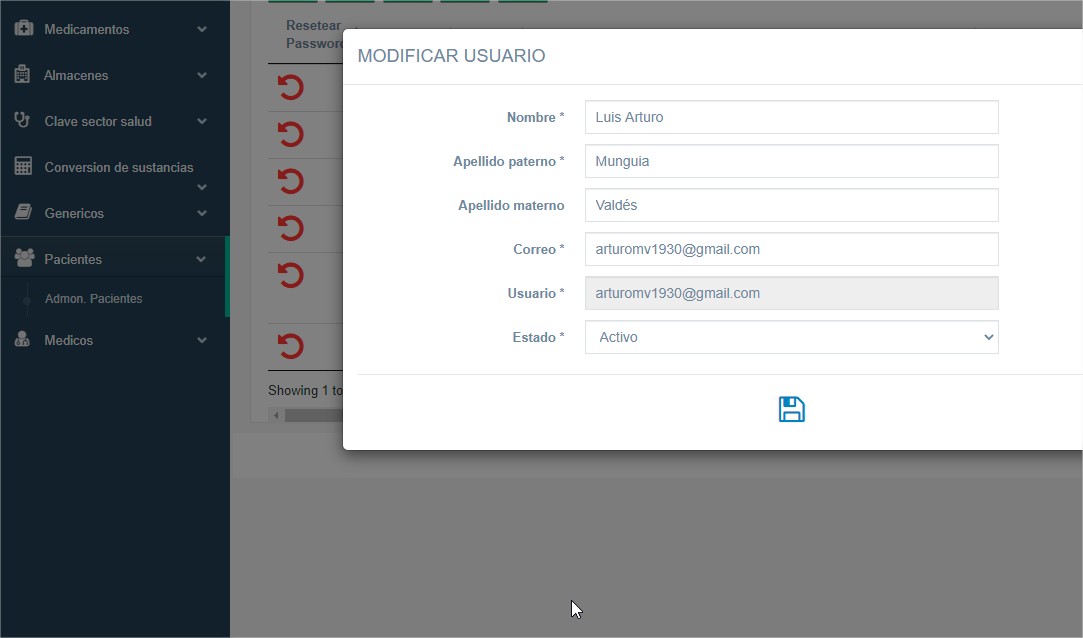 Medicamentos
Almacenes
Clave sector salud
Conversion de sustancias
Genericos
Pacientes
Admon. Pacientes
Medicos
Resetear
Password
MODIFICAR USUARIO
Nombre * Luis Arturo
Apellido paterno * Munguia
Apellido materno Valdés
Correo * arturomv1930@gmail.com
Usuario * arturomv1930@gmail.com
Estado * Activo
Showing 1 to